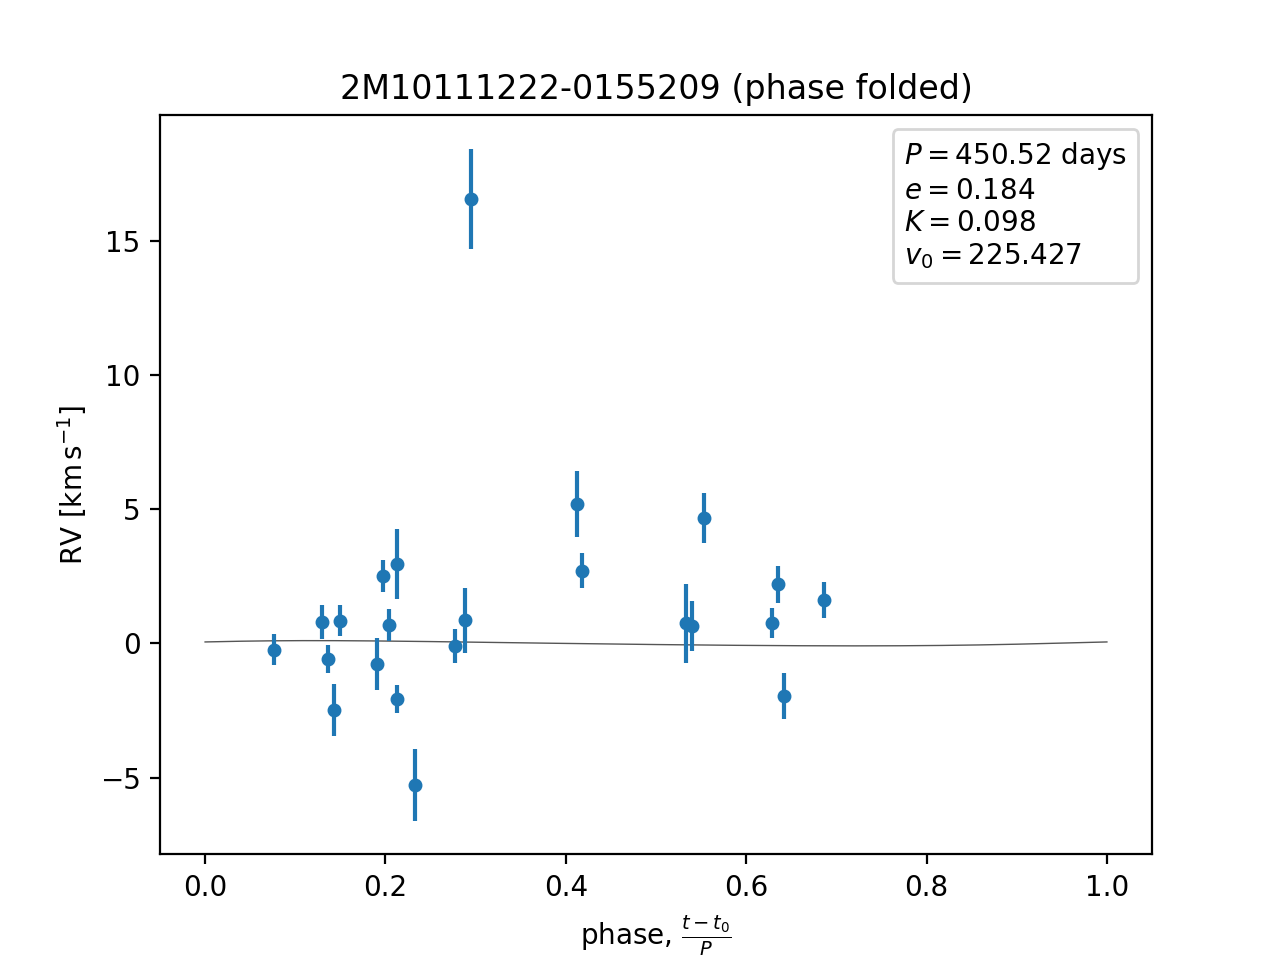 2M10111222-0155209 (phase folded)
P = 450.52 days
e = 0.184
K = 0.098
v₀ = 225.427
RV [km s⁻¹]
15
10
5
0
−5
0.0 0.2 0.4 0.6 0.8 1.0
phase, (t − t₀)/P